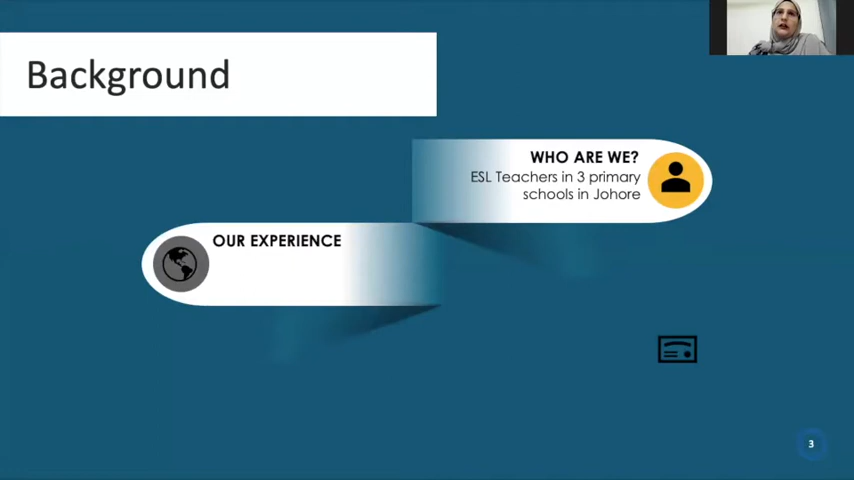 Background
WHO ARE WE?
ESL Teachers in 3 primary
schools in Johore
OUR EXPERIENCE
3